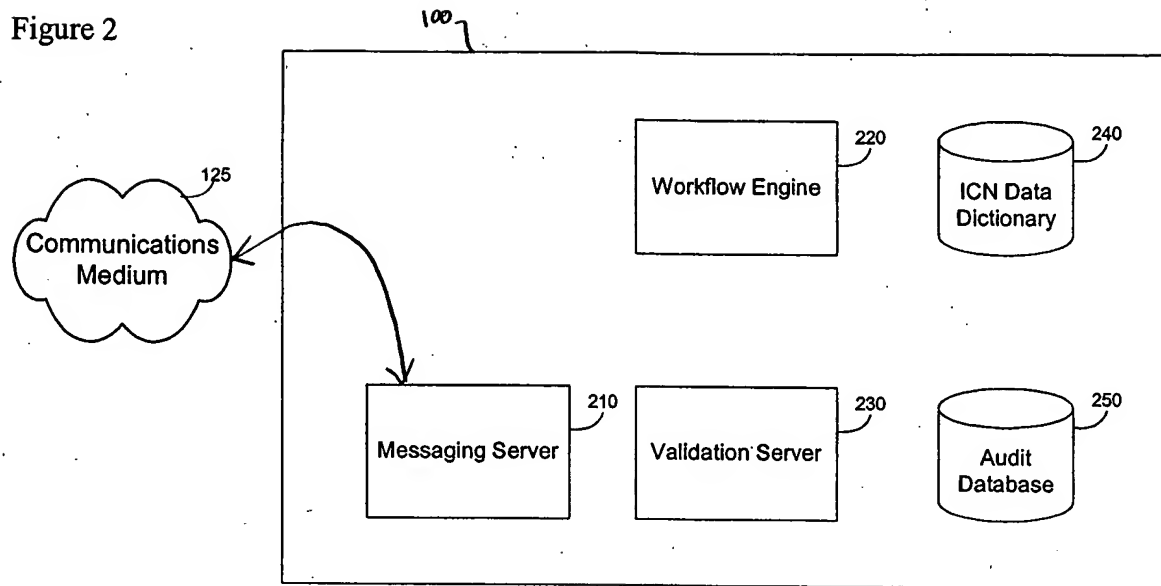 Figure 2
100
125
Communications
Medium
Workflow Engine
220
ICN Data
Dictionary
240
Messaging Server
210
Validation Server
230
Audit
Database
250